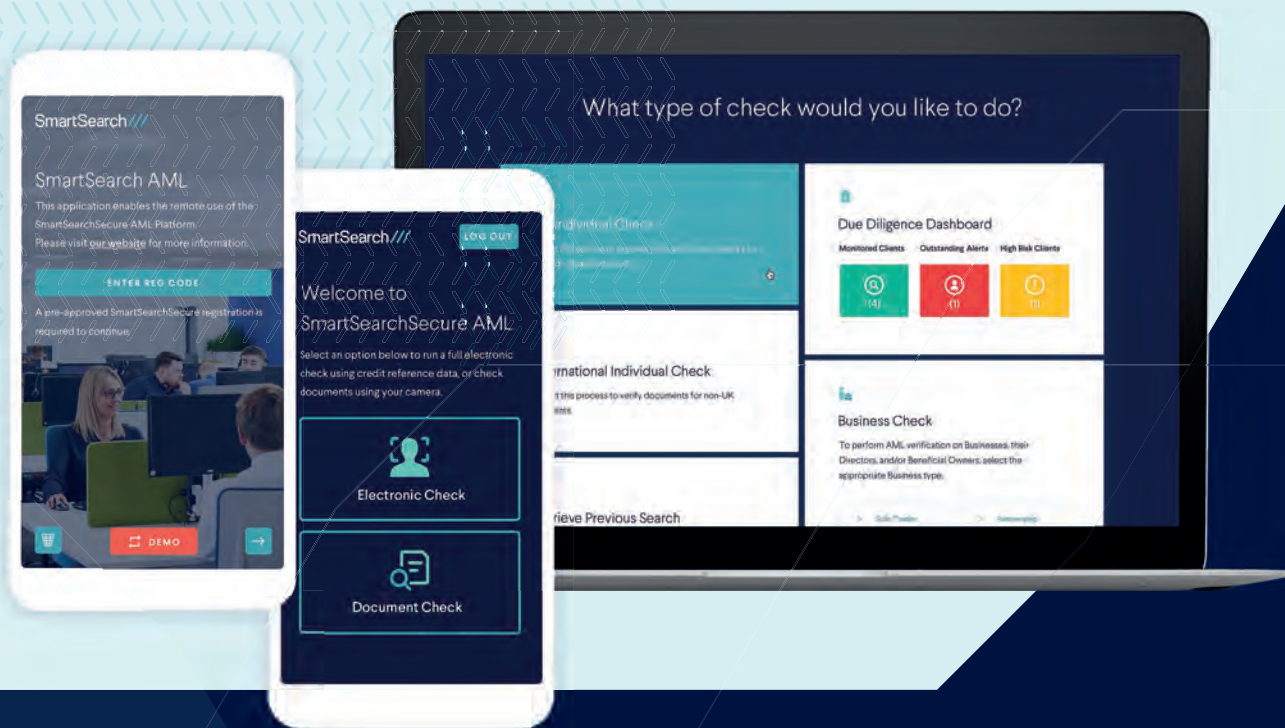 SmartSearch///
SmartSearch AML
This application enables the remote use of the
SmartSearchSecure AML Platform.
Please visit our website for more information.
ENTER REG CODE
A pre-approved SmartSearchSecure registration is
required to continue.
DEMO
SmartSearch///
LOG OUT
Welcome to
SmartSearchSecure AML
Select an option below to run a full electronic
check using credit reference data, or check
documents using your camera.
Electronic Check
Document Check
What type of check would you like to do?
Individual Check
rnational Individual Check
t this process to verify documents for non-UK
ents.
rieve Previous Search
Due Diligence Dashboard
Monitored Clients Outstanding Alerts High Risk Clients
(4) (1) (1)
Business Check
To perform AML verification on Businesses, their
Directors, and/or Beneficial Owners, select the
appropriate Business type.